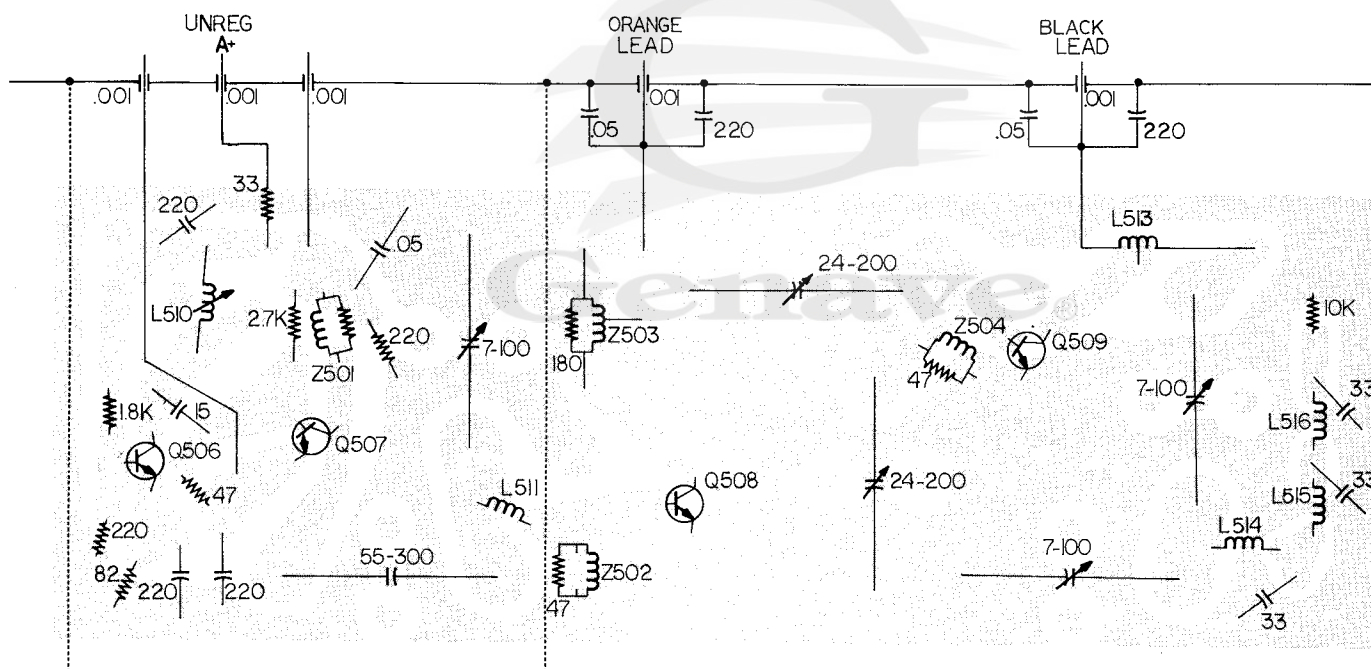 UNREG
A+
ORANGE
LEAD
BLACK
LEAD
.001
.001
.001
.001
.001
.05
220
.05
220
33
220
.05
L513
24-200
Genave
L510
2.7K
Z501
220
7-100
180
Z503
Z504
47
Q509
10K
7-100
1.8K
15
Q506
Q507
47
L511
Q508
24-200
L516
33
L515
33
L514
220
82
220
220
55-300
47
Z502
7-100
33